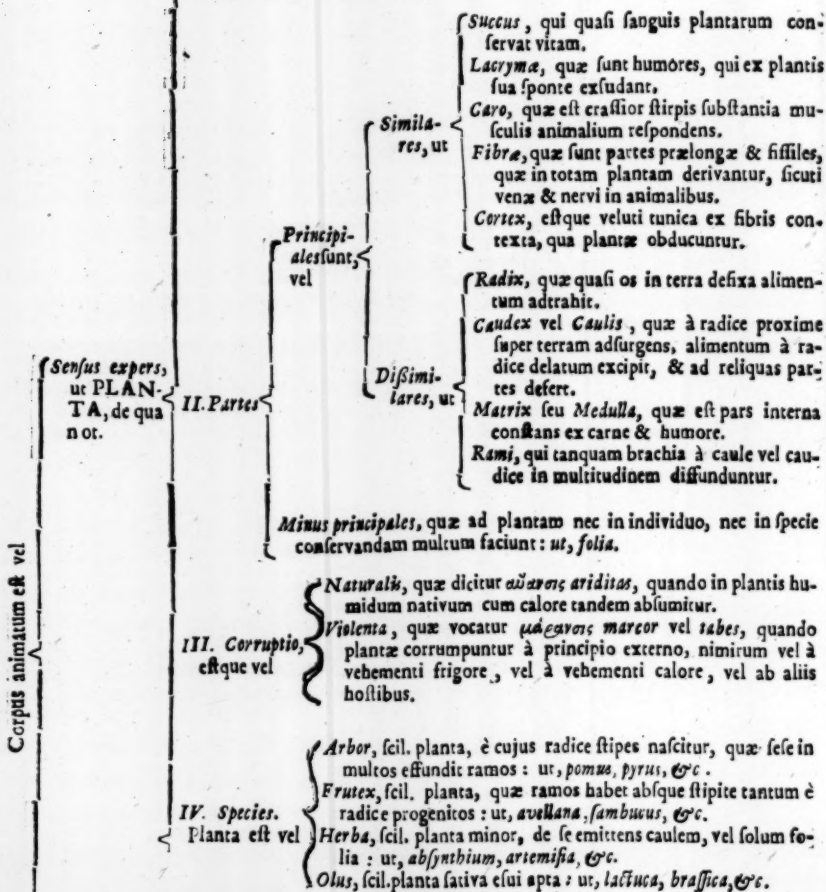 Corpus animatum est vel
Sensus expers,
ut PLAN-
TA, de qua
not.
II. Partes
Principi-
ales sunt,
vel
Simila-
res, ut
Succus, qui quasi sanguis plantarum con-
servat vitam.
Lacrymæ, quæ sunt humores, qui ex plantis
sua sponte exsudant.
Caro, quæ est crassior stirpis substantia mu-
sculis animalium respondens.
Fibræ, quæ sunt partes prælongæ & fissiles,
quæ in totam plantam derivantur, sicuti
venæ & nervi in animalibus.
Cortex, estque veluti tunica ex fibris con-
texta, qua plantæ obducuntur.
Dißimi-
lares, ut
Radix, quæ quasi os in terra defixa alimen-
tum adtrahit.
Caudex vel Caulis, quæ à radice proxime
super terram adsurgens, alimentum à ra-
dice delatum excipit, & ad reliquas par-
tes defert.
Matrix seu Medulla, quæ est pars interna
constans ex carne & humore.
Rami, qui tanquam brachia à caule vel cau-
dice in multitudinem diffunduntur.
Minus principales, quæ ad plantam nec in individuo, nec in specie
conservandam multum faciunt : ut, folia.
III. Corruptio,
estque vel
Naturalis, quæ dicitur αὔανσις ariditas, quando in plantis hu-
midum nativum cum calore tandem absumitur.
Violenta, quæ vocatur μάρανσις marcor vel tabes, quando
plantæ corrumpuntur à principio externo, nimirum vel à
vehementi frigore, vel à vehementi calore, vel ab aliis
hostibus.
IV. Species.
Planta est vel
Arbor, scil. planta, è cujus radice stipes nascitur, quæ sese in
multos effundit ramos : ut, pomus, pyrus, &c.
Frutex, scil. planta, quæ ramos habet absque stipite tantum è
radice progenitos : ut, avellana, sambucus, &c.
Herba, scil. planta minor, de se emittens caulem, vel solum fo-
lia : ut, absynthium, artemisia, &c.
Olus, scil. planta sativa esui apta : ut, lactuca, brassica, &c.